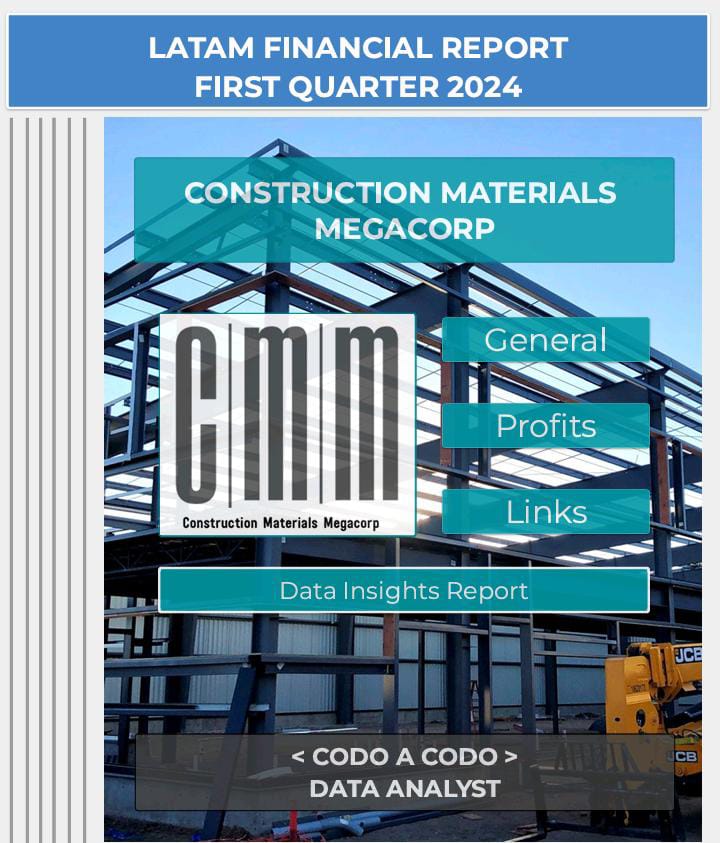 LATAM FINANCIAL REPORT
FIRST QUARTER 2024
CONSTRUCTION MATERIALS
MEGACORP
cmm
Construction Materials Megacorp
General
Profits
Links
Data Insights Report
JCB
JCB
< CODO A CODO >
DATA ANALYST